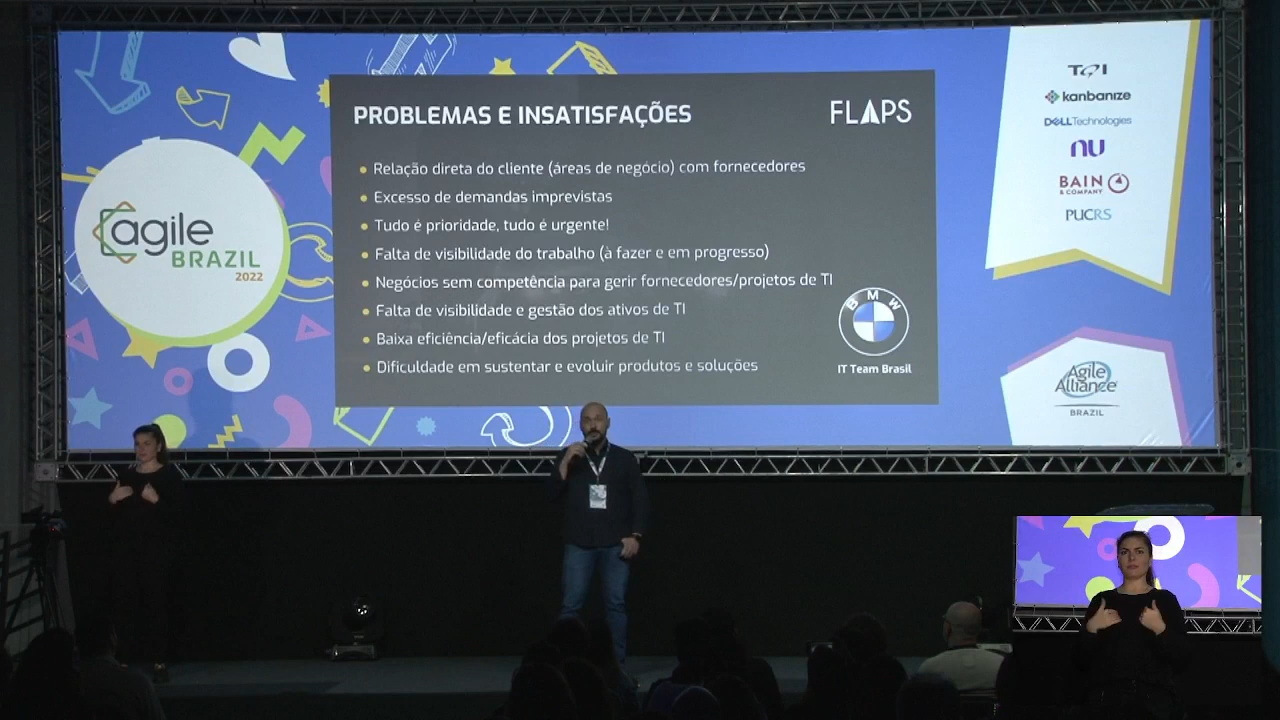 PROBLEMAS E INSATISFAÇÕES
FLAPS
Relação direta do cliente (áreas de negócio) com fornecedores
Excesso de demandas imprevistas
Tudo é prioridade, tudo é urgente!
Falta de visibilidade do trabalho (à fazer e em progresso)
Negócios sem competência para gerir fornecedores/projetos de TI
Falta de visibilidade e gestão dos ativos de TI
Baixa eficiência/eficácia dos projetos de TI
Dificuldade em sustentar e evoluir produtos e soluções
BMW
IT Team Brasil
agile
BRAZIL
2022
TQI
kanbanize
DELLTechnologies
nu
BAIN
& COMPANY
PUCRS
Agile
Alliance
BRAZIL